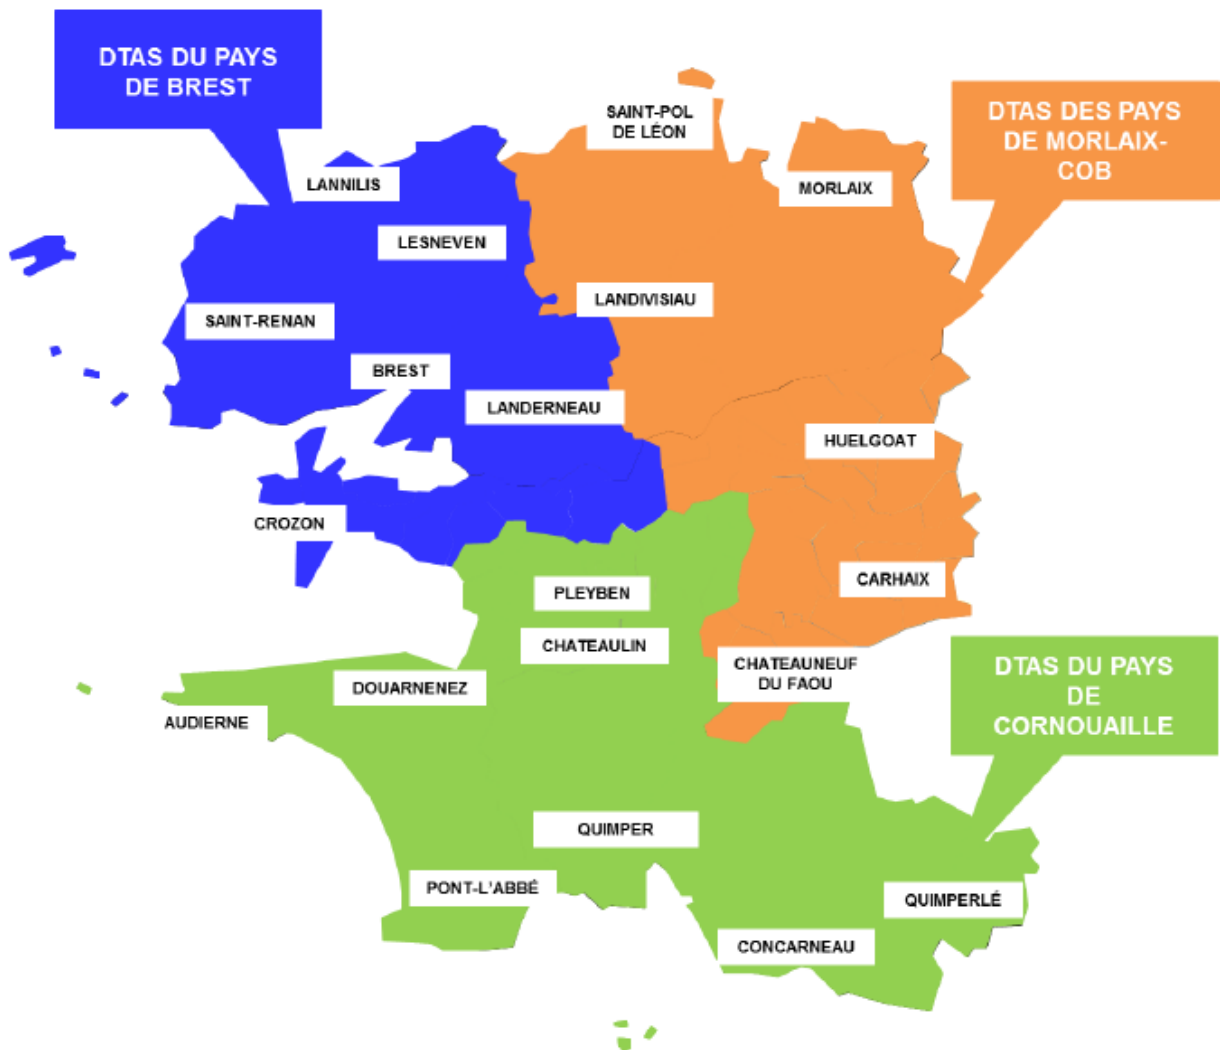 DTAS DU PAYS
DE BREST
SAINT-POL
DE LÉON
DTAS DES PAYS
DE MORLAIX-
COB
LANNILIS
MORLAIX
LESNEVEN
LANDIVISIAU
SAINT-RENAN
BREST
LANDERNEAU
HUELGOAT
CROZON
CARHAIX
PLEYBEN
CHATEAULIN
CHATEAUNEUF
DU FAOU
DTAS DU PAYS
DE
CORNOUAILLE
DOUARNENEZ
AUDIERNE
QUIMPER
PONT-L'ABBÉ
QUIMPERLÉ
CONCARNEAU